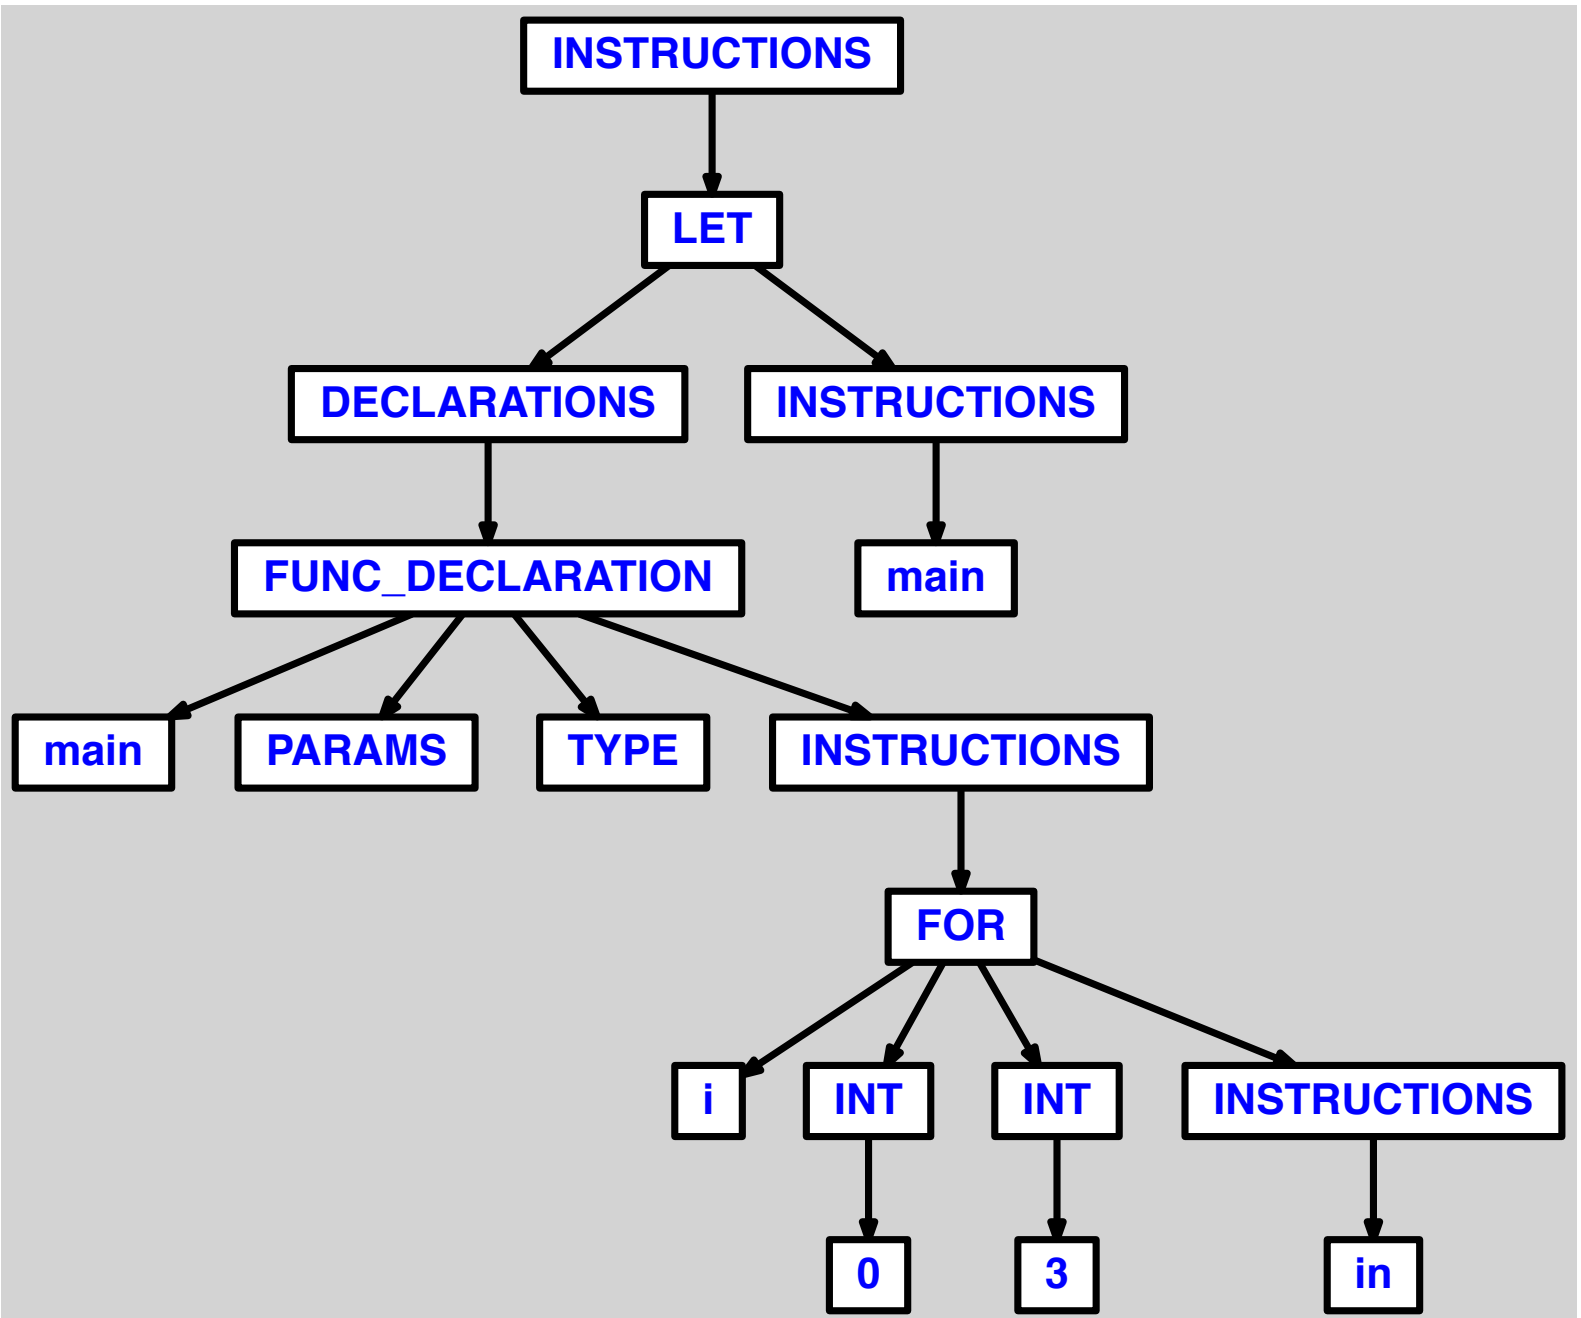 INSTRUCTIONS
LET
DECLARATIONS
INSTRUCTIONS
FUNC_DECLARATION
main
main
PARAMS
TYPE
INSTRUCTIONS
FOR
i
INT
INT
INSTRUCTIONS
0
3
in